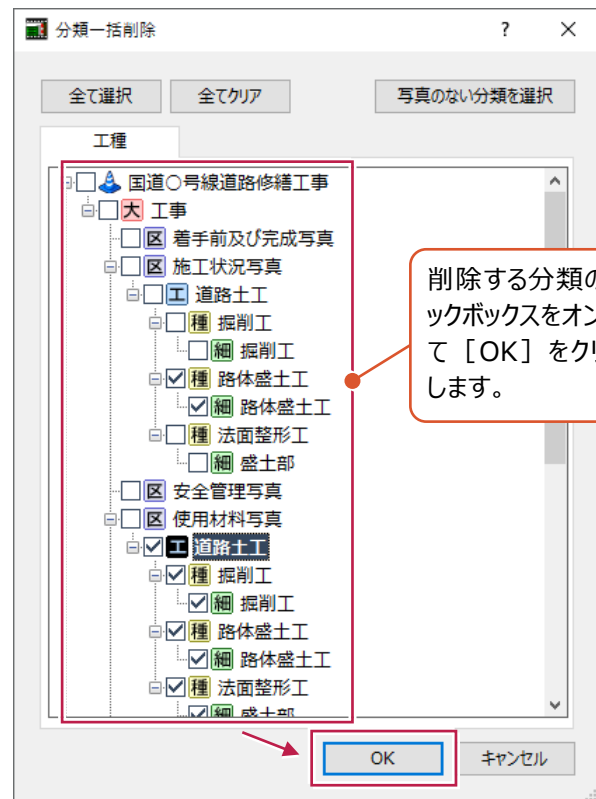 分類一括削除
?
全て選択
全てクリア
写真のない分類を選択
工種
国道○号線道路修繕工事
大 工事
区 着手前及び完成写真
区 施工状況写真
工 道路土工
種 掘削工
細 掘削工
種 路体盛土工
細 路体盛土工
種 法面整形工
細 盛土部
区 安全管理写真
区 使用材料写真
工 道路土工
種 掘削工
細 掘削工
種 路体盛土工
細 路体盛土工
種 法面整形工
細 盛土部
削除する分類の
ックボックスをオン
て［OK］をクリ
します。
OK
キャンセル